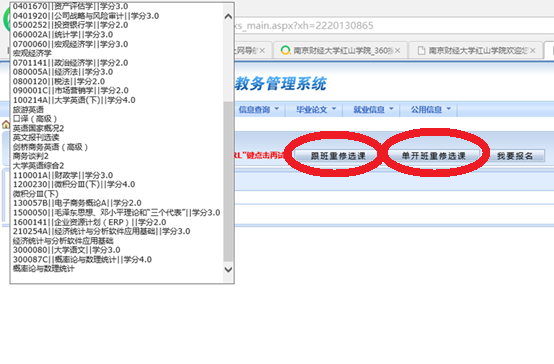 0401670||资产评估学||学分3.0
0401920||公司战略与风险审计||学分3.0
0500252||投资银行学||学分2.0
060002A||统计学||学分3.0
0700060||宏观经济学||学分3.0
宏观经济学
0701141||政治经济学||学分2.0
080005A||经济法||学分3.0
0800120||税法||学分2.0
090001C||市场营销学||学分2.0
100214A||大学英语(下)||学分4.0
旅游英语
口译（高级）
英语国家概况2
英文报刊选读
剑桥商务英语（高级）
商务谈判2
大学英语综合2
110001A||财政学||学分3.0
1200230||微积分Ⅲ(下)||学分4.0
微积分Ⅲ(下)
130057B||电子商务概论A||学分2.0
1500050||毛泽东思想、邓小平理论和"三个代表"||学分3.0
1600141||企业资源计划（ERP）||学分2.0
210254A||经济统计与分析软件应用基础||学分3.0
经济统计与分析软件应用基础
3000080||大学语文||学分3.0
300087C||概率论与数理统计||学分4.0
概率论与数理统计
xs_main.aspx?xh=2220130865
上网导航
南京财经大学红山学院_360搜
南京财经大学红山学院欢迎您
南京
教务管理系统
信息查询 毕业论文 就业信息 公用信息
RL"键点击再试 跟班重修选课 单开班重修选课 我要报名